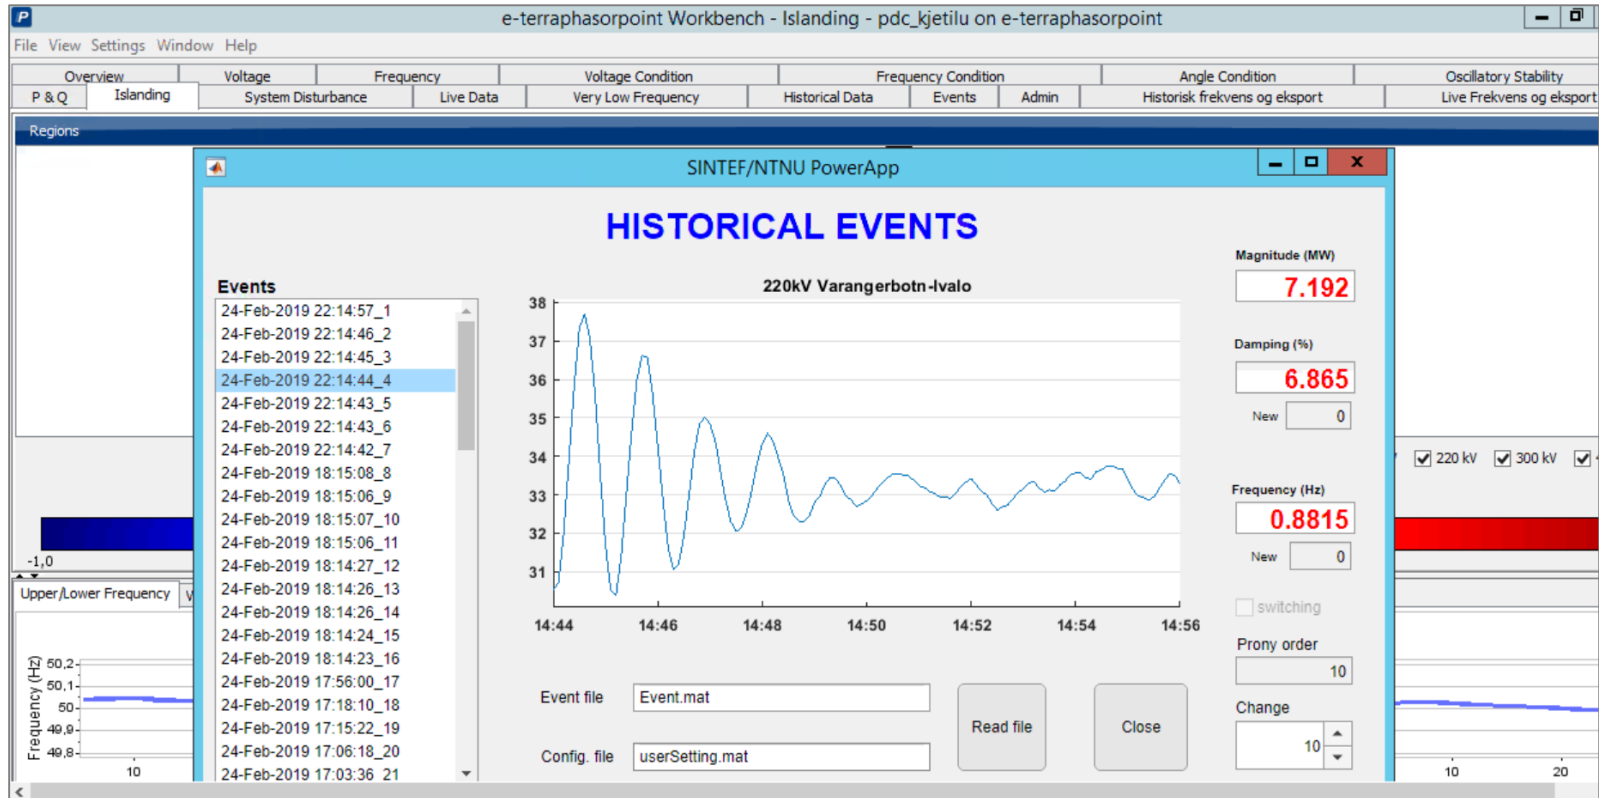 e-terraphasorpoint Workbench - Islanding - pdc_kjetilu on e-terraphasorpoint
File View Settings Window Help
Overview Voltage Frequency Voltage Condition Frequency Condition Angle Condition Oscillatory Stability
P & Q Islanding System Disturbance Live Data Very Low Frequency Historical Data Events Admin Historisk frekvens og eksport Live Frekvens og eksport
Regions
SINTEF/NTNU PowerApp
HISTORICAL EVENTS
Events
24-Feb-2019 22:14:57_1
24-Feb-2019 22:14:46_2
24-Feb-2019 22:14:45_3
24-Feb-2019 22:14:44_4
24-Feb-2019 22:14:43_5
24-Feb-2019 22:14:43_6
24-Feb-2019 22:14:42_7
24-Feb-2019 18:15:08_8
24-Feb-2019 18:15:06_9
24-Feb-2019 18:15:07_10
24-Feb-2019 18:15:06_11
24-Feb-2019 18:14:27_12
24-Feb-2019 18:14:26_13
24-Feb-2019 18:14:26_14
24-Feb-2019 18:14:24_15
24-Feb-2019 18:14:23_16
24-Feb-2019 17:56:00_17
24-Feb-2019 17:18:10_18
24-Feb-2019 17:15:22_19
24-Feb-2019 17:06:18_20
24-Feb-2019 17:03:36_21
220kV Varangerbotn-Ivalo
38
37
36
35
34
33
32
31
14:44 14:46 14:48 14:50 14:52 14:54 14:56
Magnitude (MW)
7.192
Damping (%)
6.865
New 0
Frequency (Hz)
0.8815
New 0
switching
Prony order
10
Change
10
Event file Event.mat
Config. file userSetting.mat
Read file
Close
220 kV 300 kV
-1,0
Upper/Lower Frequency
Frequency (Hz)
50,2
50,1
50
49,9
49,8
10
10 20